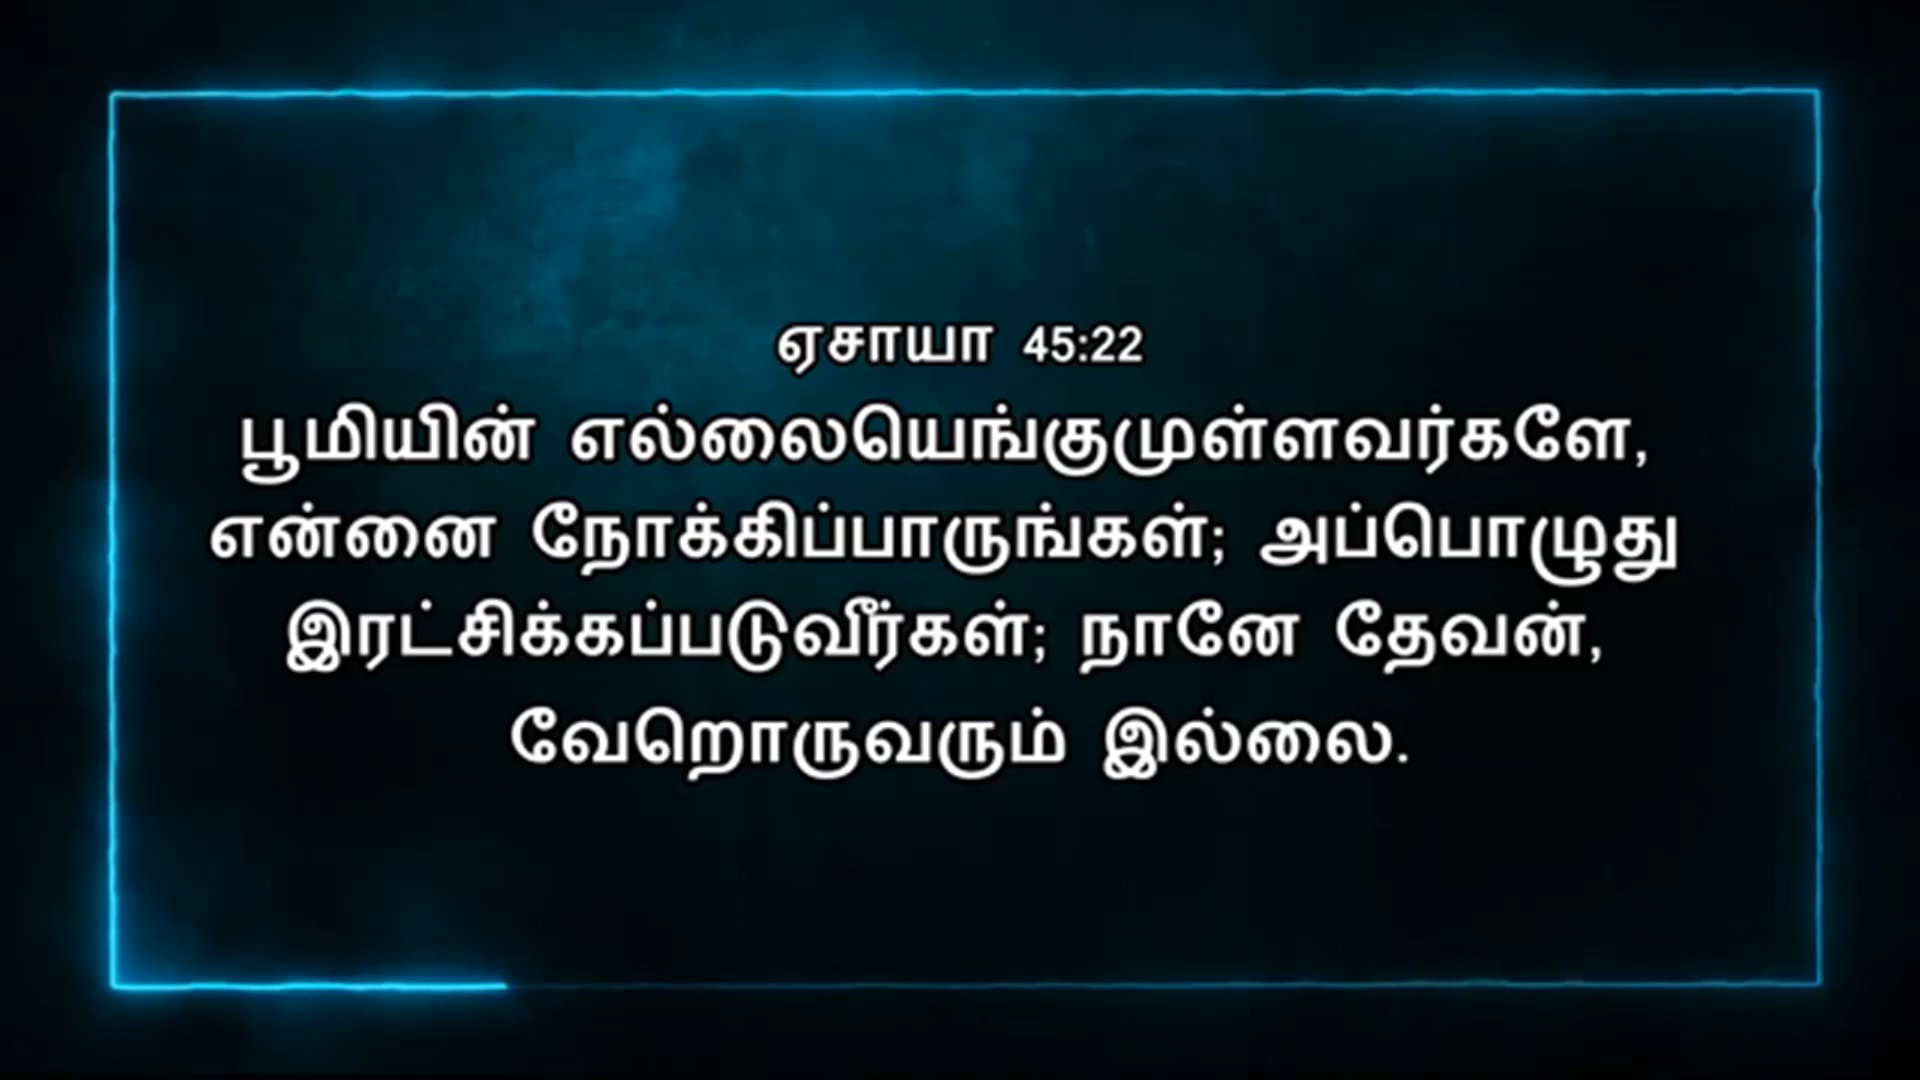 ஏசாயா 45:22
பூமியின் எல்லையெங்குமுள்ளவர்களே,
என்னை நோக்கிப்பாருங்கள்; அப்பொழுது
இரட்சிக்கப்படுவீர்கள்; நானே தேவன்,
வேறொருவரும் இல்லை.